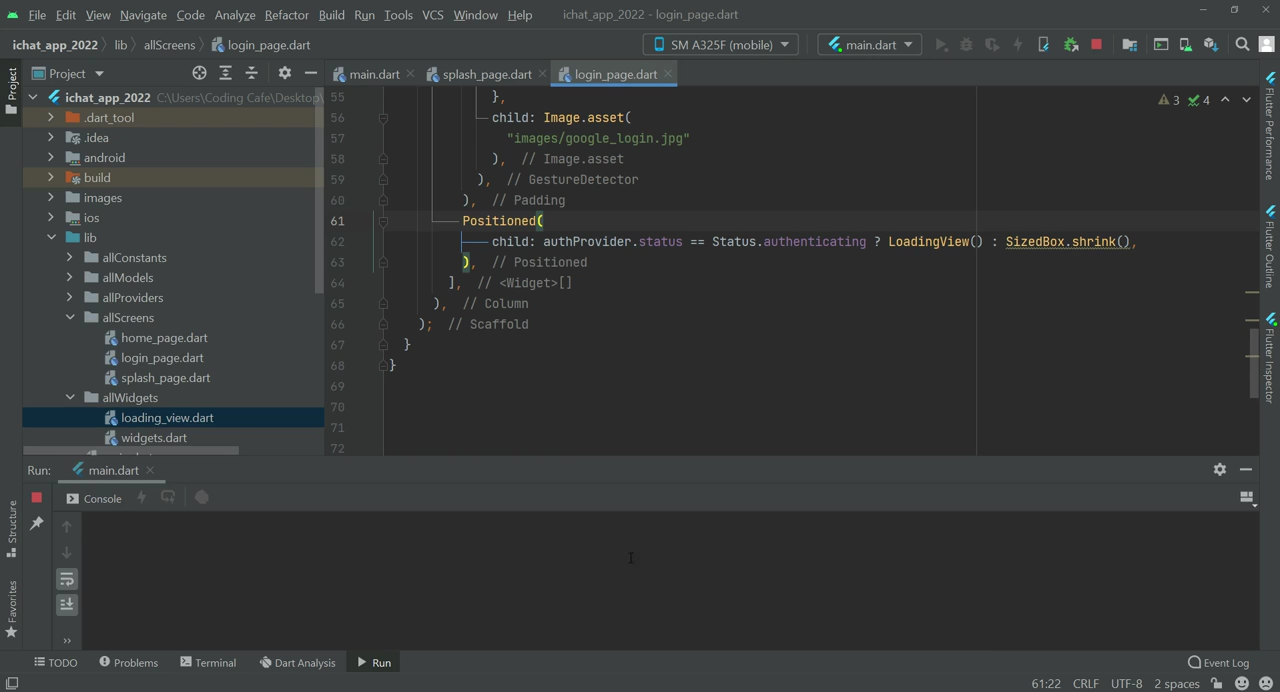 File Edit View Navigate Code Analyze Refactor Build Run Tools VCS Window Help ichat_app_2022 - login_page.dart
ichat_app_2022 lib allScreens login_page.dart SM A325F (mobile) main.dart
Project main.dart splash_page.dart login_page.dart
Project
ichat_app_2022 C:\Users\Coding Cafe\Desktop\
.dart_tool
.idea
android
build
images
ios
lib
allConstants
allModels
allProviders
allScreens
home_page.dart
login_page.dart
splash_page.dart
allWidgets
loading_view.dart
widgets.dart
3 4
55 },
56 child: Image.asset(
57 "images/google_login.jpg"
58 ), // Image.asset
59 ), // GestureDetector
60 ), // Padding
61 Positioned(
62 child: authProvider.status == Status.authenticating ? LoadingView() : SizedBox.shrink(),
63 ), // Positioned
64 ], // <Widget>[]
65 ), // Column
66 ); // Scaffold
67 }
68 }
69
70
71
72
Flutter Performance
Flutter Outline
Flutter Inspector
Run: main.dart
Console
Structure
Favorites
TODO Problems Terminal Dart Analysis Run Event Log
61:22 CRLF UTF-8 2 spaces